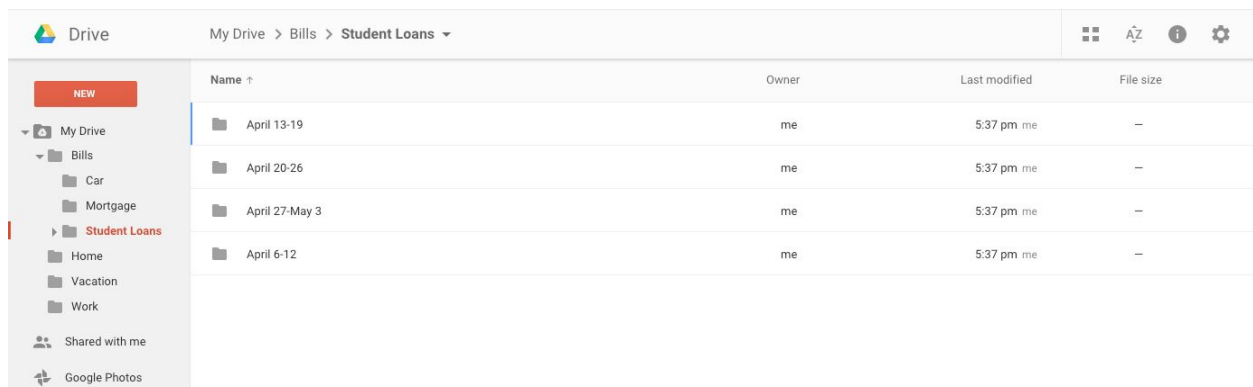 Drive
My Drive > Bills > Student Loans
AZ
NEW
My Drive
Bills
Car
Mortgage
Student Loans
Home
Vacation
Work
Shared with me
Google Photos
Name ↑ Owner Last modified File size
April 13-19 me 5:37 pm me —
April 20-26 me 5:37 pm me —
April 27-May 3 me 5:37 pm me —
April 6-12 me 5:37 pm me —